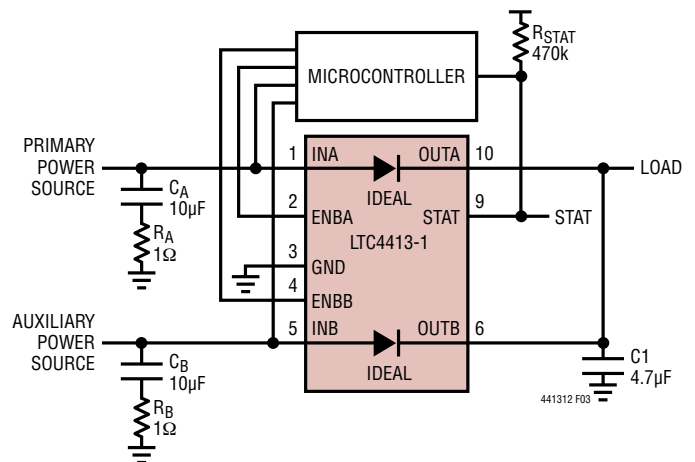 RSTAT
470k
MICROCONTROLLER
PRIMARY
POWER
SOURCE
1 INA OUTA 10
LOAD
CA
10µF
IDEAL
2 ENBA STAT 9
STAT
RA
1Ω
LTC4413-1
3 GND
4 ENBB
AUXILIARY
POWER
SOURCE
5 INB OUTB 6
IDEAL
CB
10µF
C1
4.7µF
441312 F03
RB
1Ω